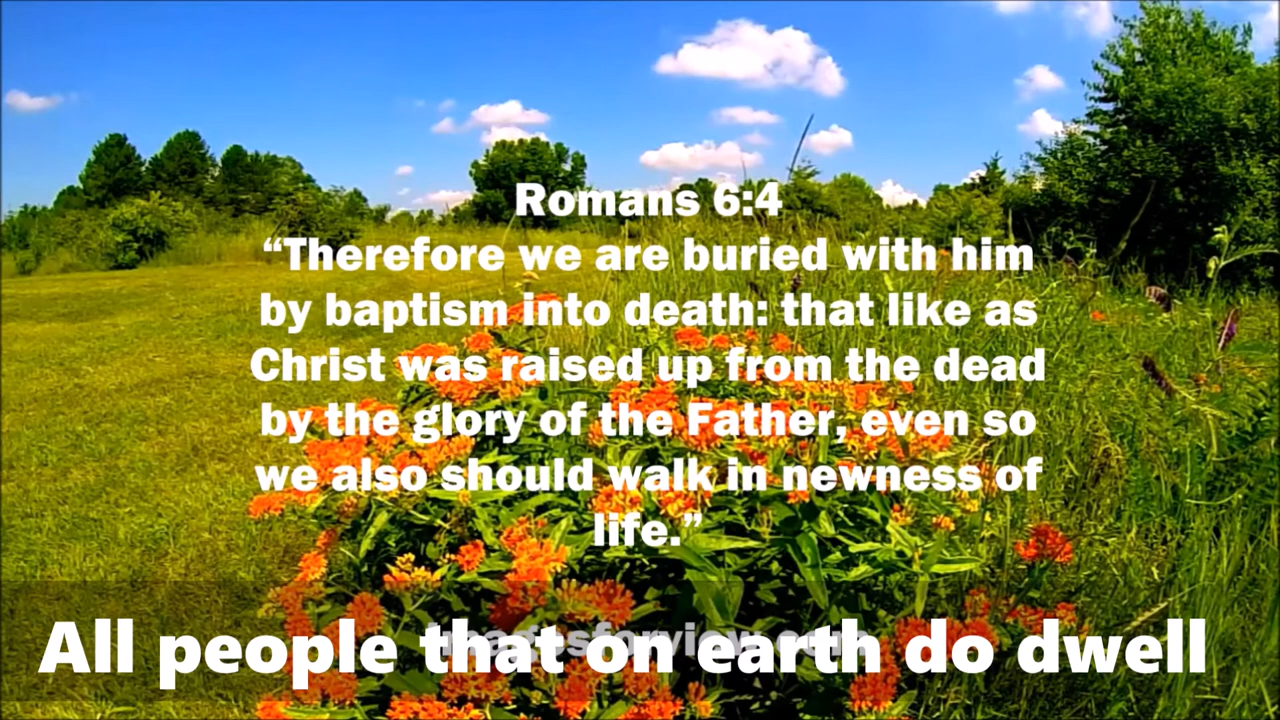 Romans 6:4
“Therefore we are buried with him
by baptism into death: that like as
Christ was raised up from the dead
by the glory of the Father, even so
we also should walk in newness of
life.”
All people that on earth do dwell